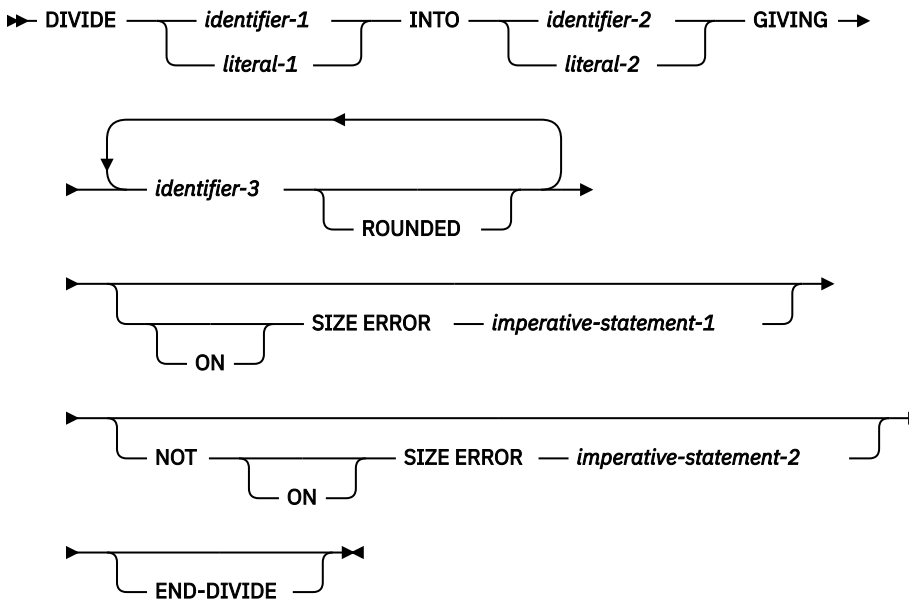 DIVIDE identifier-1 INTO identifier-2 GIVING
literal-1 literal-2
identifier-3
ROUNDED
SIZE ERROR imperative-statement-1
ON
NOT SIZE ERROR imperative-statement-2
ON
END-DIVIDE